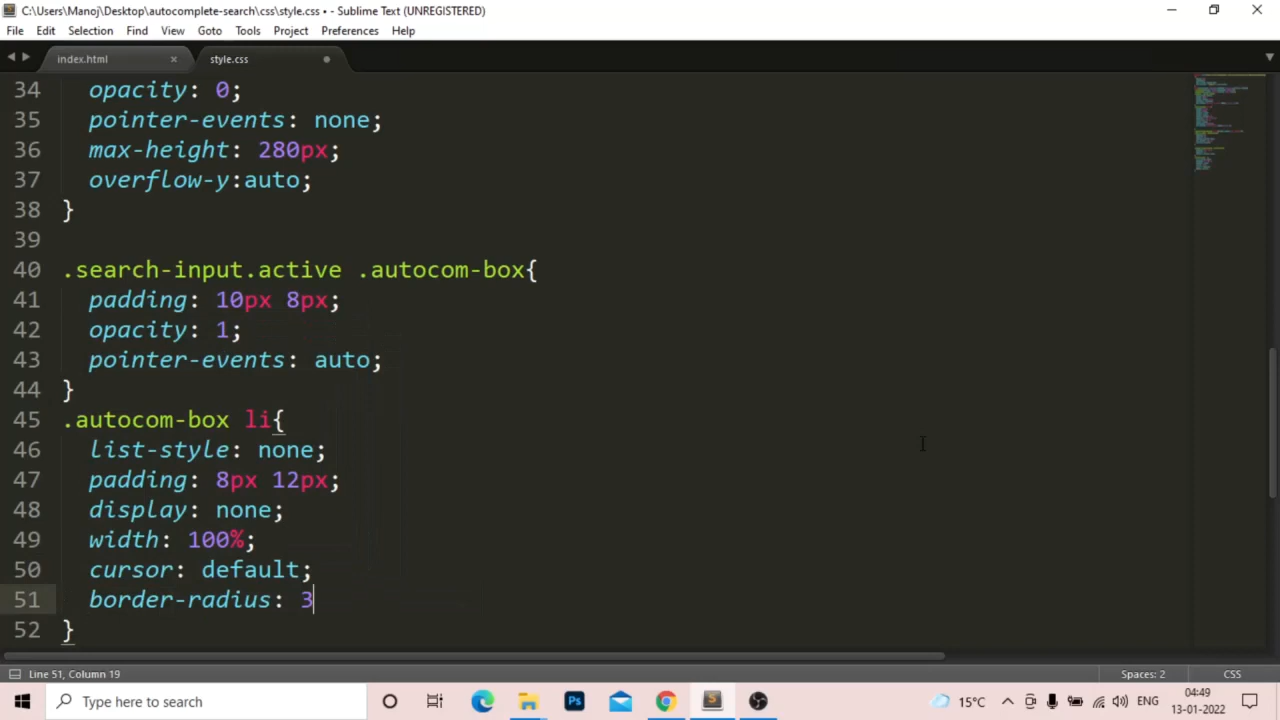 C:\Users\Manoj\Desktop\autocomplete-search\css\style.css • - Sublime Text (UNREGISTERED)
File Edit Selection Find View Goto Tools Project Preferences Help
index.html style.css
34 opacity: 0;
35 pointer-events: none;
36 max-height: 280px;
37 overflow-y:auto;
38 }
39
40 .search-input.active .autocom-box{
41 padding: 10px 8px;
42 opacity: 1;
43 pointer-events: auto;
44 }
45 .autocom-box li{
46 list-style: none;
47 padding: 8px 12px;
48 display: none;
49 width: 100%;
50 cursor: default;
51 border-radius: 3
52 }
Line 51, Column 19 Spaces: 2 CSS
Type here to search Ps 15°C ENG 04:49
13-01-2022